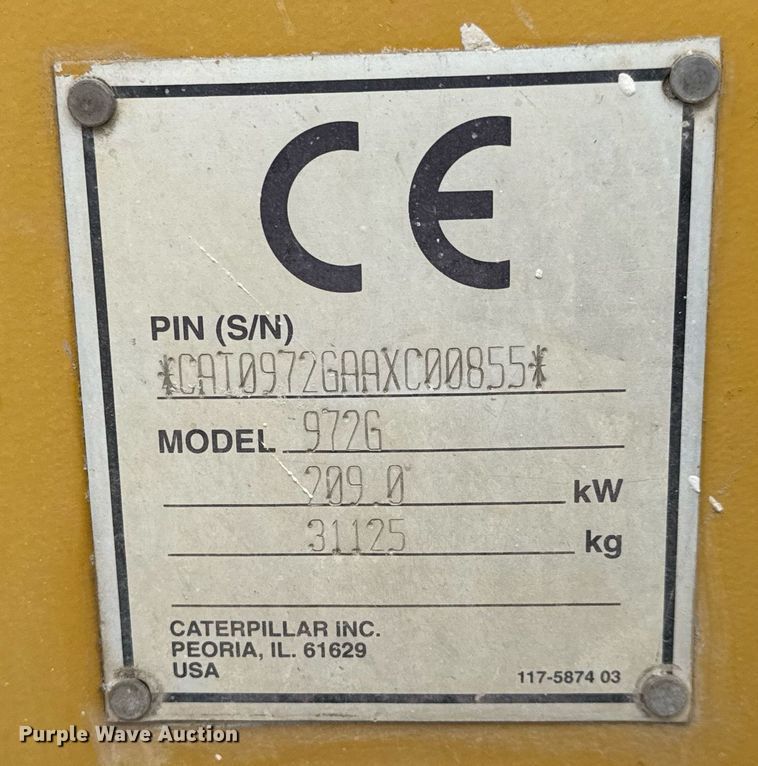 CE
PIN (S/N)
*CAT0972GAAXC00855*
MODEL 972G
209.0 kW
31125 kg
CATERPILLAR INC.
PEORIA, IL. 61629
USA
117-5874 03
Purple Wave Auction